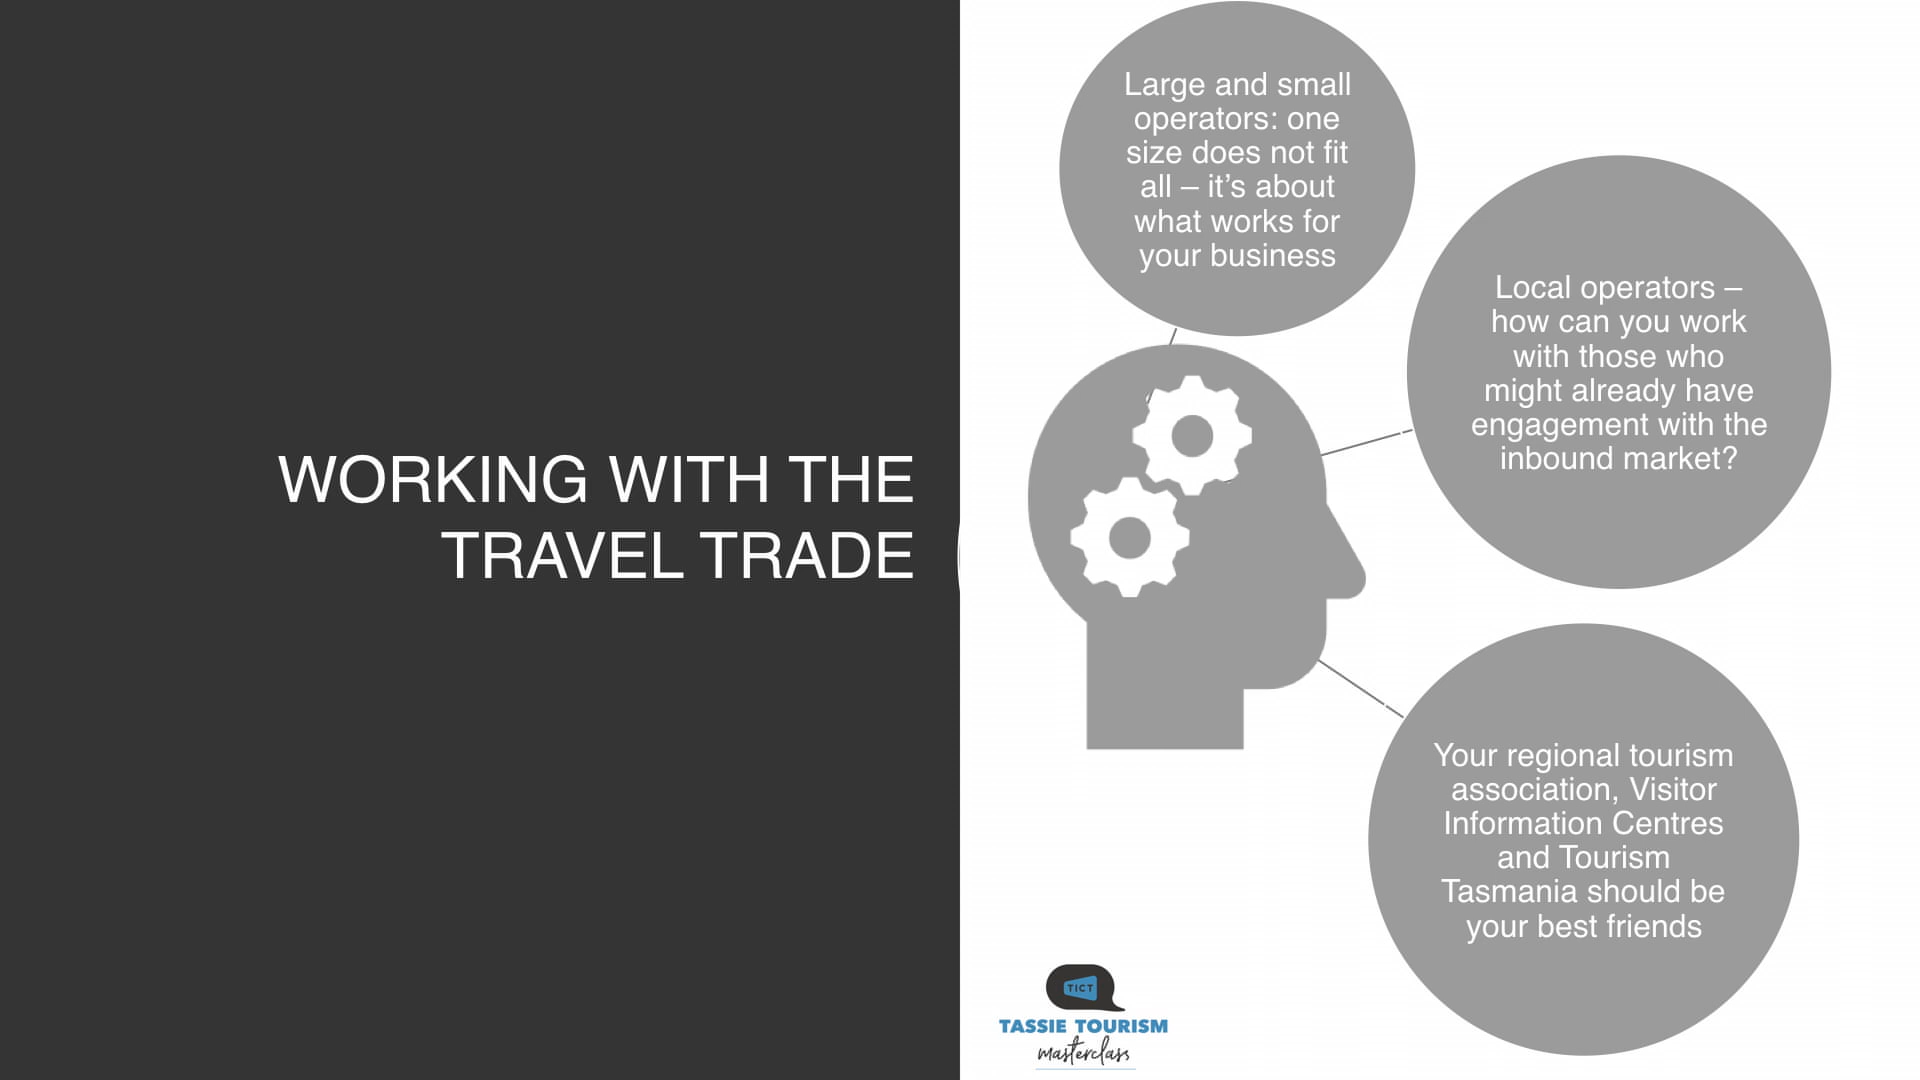 WORKING WITH THE
TRAVEL TRADE
Large and small
operators: one
size does not fit
all – it’s about
what works for
your business
Local operators –
how can you work
with those who
might already have
engagement with the
inbound market?
Your regional tourism
association, Visitor
Information Centres
and Tourism
Tasmania should be
your best friends
TICT
TASSIE TOURISM
masterclass